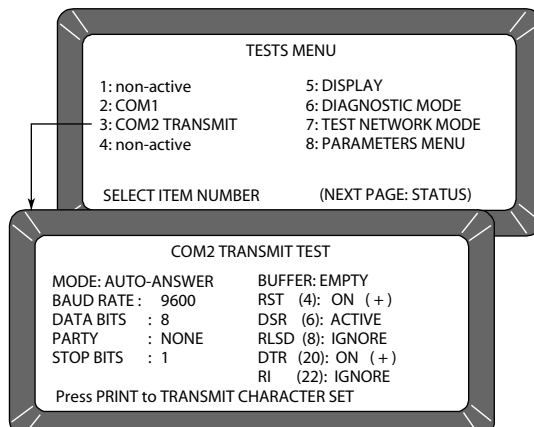 TESTS MENU
1: non-active 5: DISPLAY
2: COM1 6: DIAGNOSTIC MODE
3: COM2 TRANSMIT 7: TEST NETWORK MODE
4: non-active 8: PARAMETERS MENU
SELECT ITEM NUMBER (NEXT PAGE: STATUS)
COM2 TRANSMIT TEST
MODE: AUTO-ANSWER BUFFER: EMPTY
BAUD RATE : 9600 RST (4): ON (+)
DATA BITS : 8 DSR (6): ACTIVE
PARTY : NONE RLSD (8): IGNORE
STOP BITS : 1 DTR (20): ON (+)
RI (22): IGNORE
Press PRINT to TRANSMIT CHARACTER SET